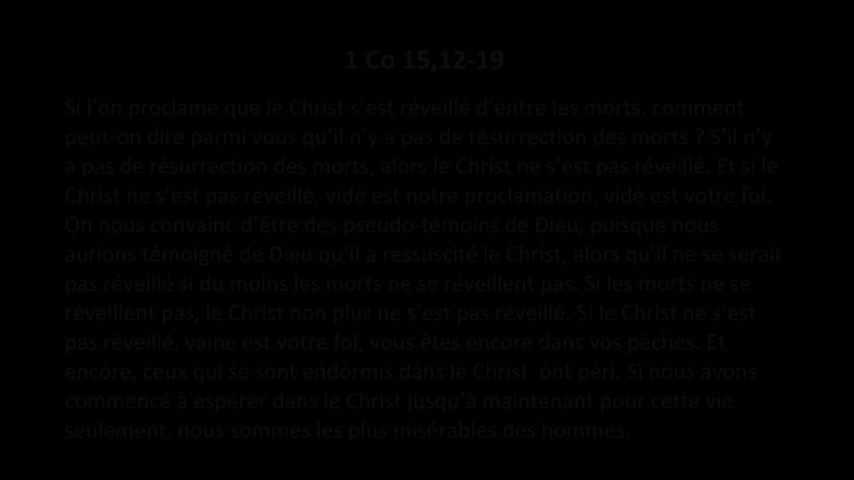 1 Co 15,12-19
Si l’on proclame que le Christ s’est réveillé d’entre les morts, comment
peut-on dire parmi vous qu’il n’y a pas de résurrection des morts ? S’il n’y
a pas de résurrection des morts, alors le Christ ne s’est pas réveillé. Et si le
Christ ne s’est pas réveillé, vide est notre proclamation, vide est votre foi.
On nous convainc d’être des pseudo-témoins de Dieu, puisque nous
aurions témoigné de Dieu qu’il a ressuscité le Christ, alors qu’il ne se serait
pas réveillé si du moins les morts ne se réveillent pas. Si les morts ne se
réveillent pas, le Christ non plus ne s’est pas réveillé. Si le Christ ne s’est
pas réveillé, vaine est votre foi, vous êtes encore dans vos péchés. Et
encore, ceux qui se sont endormis dans le Christ ont péri. Si nous avons
commencé à espérer dans le Christ jusqu’à maintenant pour cette vie
seulement, nous sommes les plus misérables des hommes.